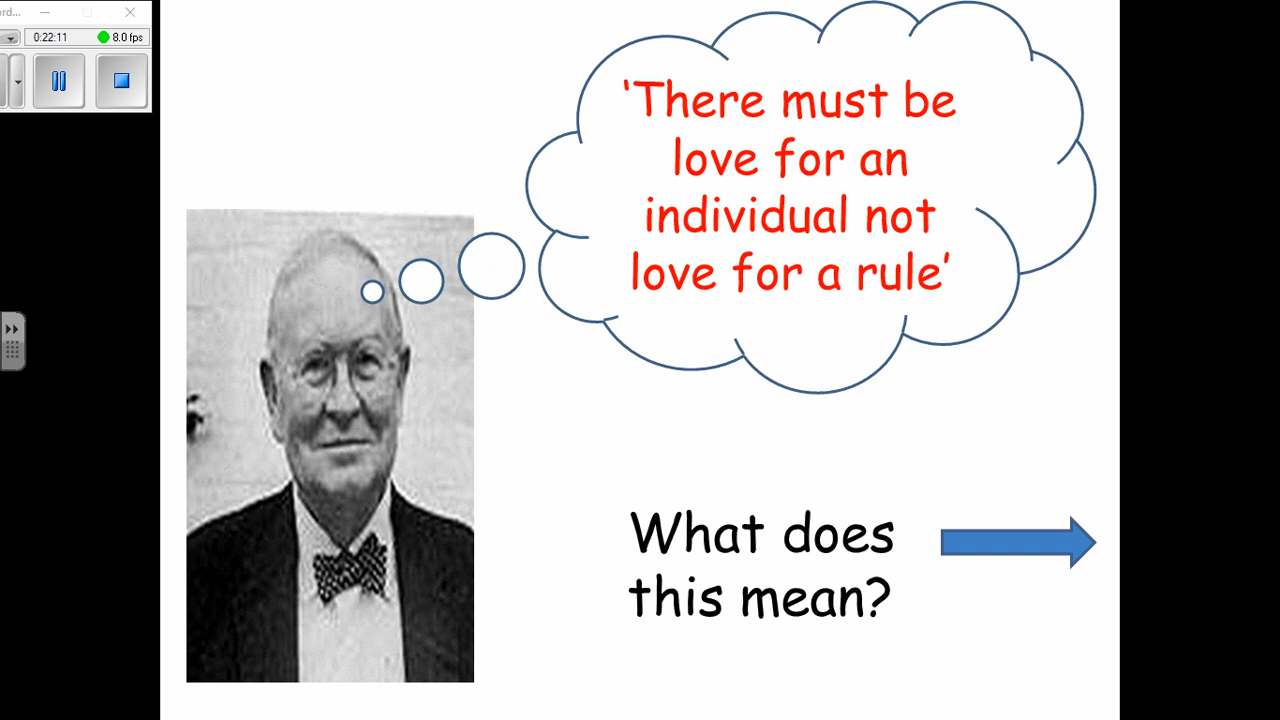 ord...
0:22:11 8.0 fps
‘There must be
love for an
individual not
love for a rule’
What does
this mean?